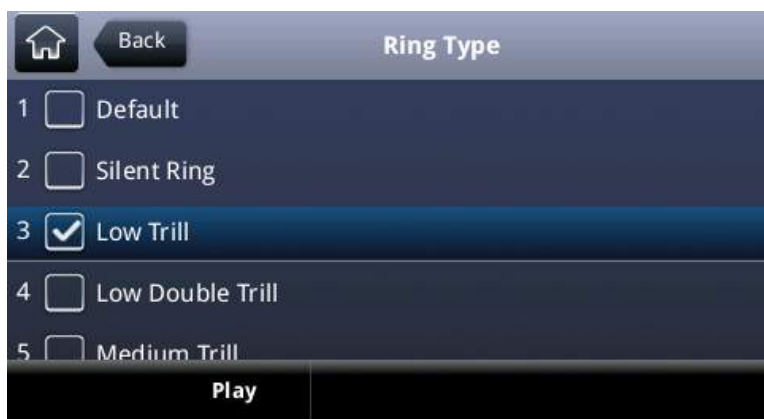 Back
Ring Type
1 Default
2 Silent Ring
3 Low Trill
4 Low Double Trill
5 Medium Trill
Play